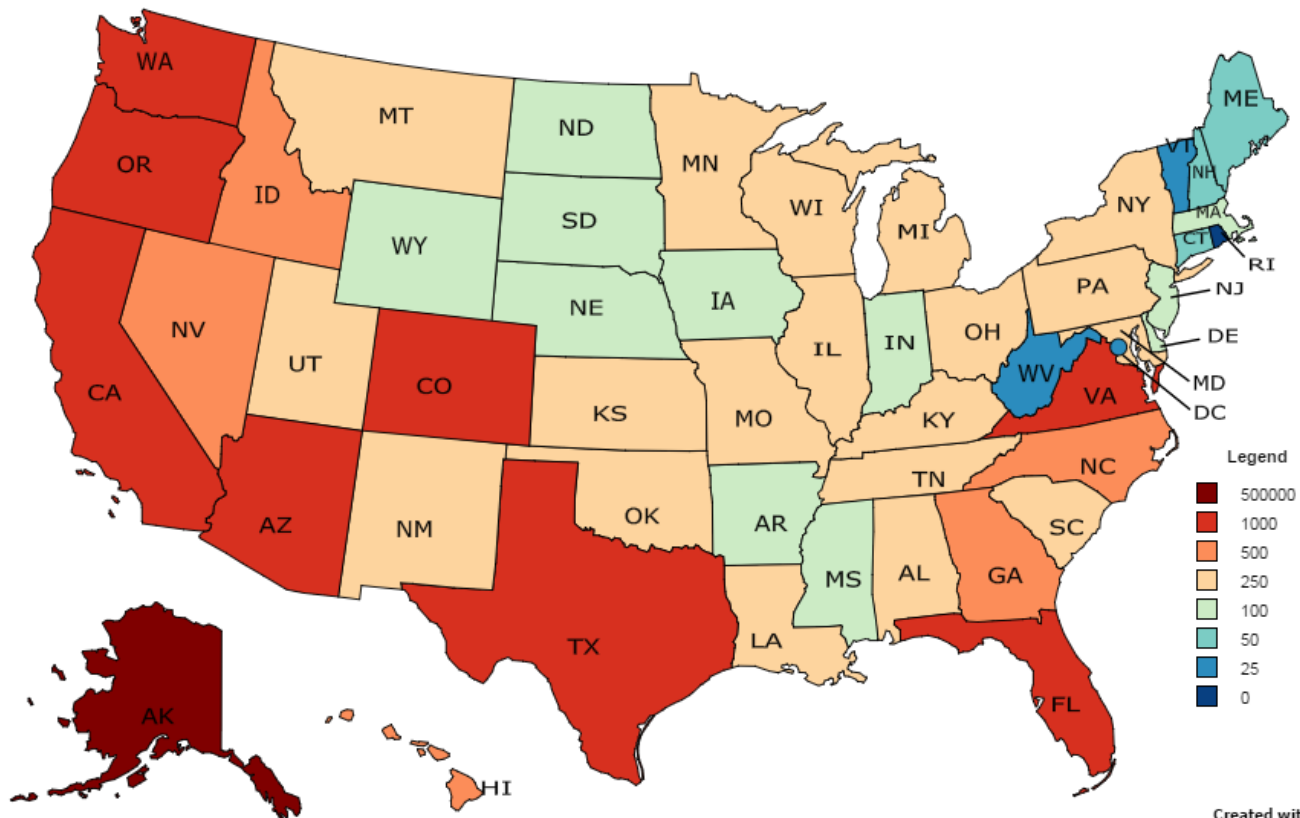 WA
ME
MT
ND
VT
OR
MN
NH
ID
NY
WI
MA
SD
MI
CT
WY
RI
PA
NJ
IA
NE
NV
OH
DE
IL
IN
UT
WV
MD
CO
VA
CA
DC
KS
MO
KY
Legend
NC
TN
500000
OK
AR
1000
AZ
NM
SC
500
MS
AL
GA
250
100
LA
50
TX
25
FL
0
AK
HI
Created wit